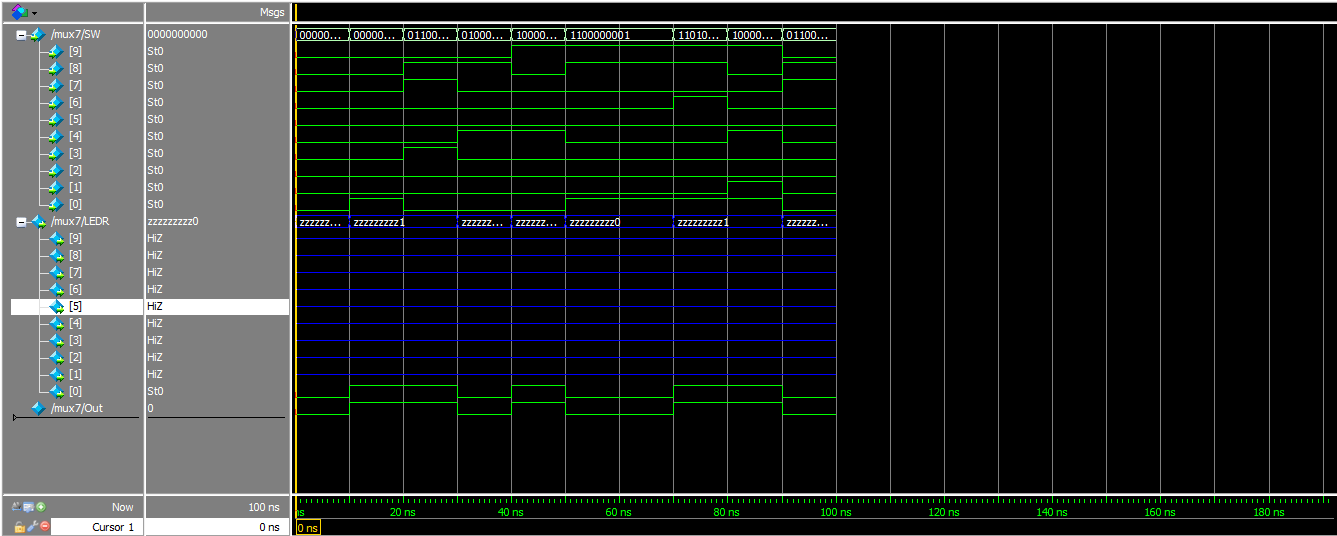 Msgs
/mux7/SW 0000000000 00000... 00000... 01100... 01000... 10000... 1100000001 11010... 10000... 01100...
[9] St0
[8] St0
[7] St0
[6] St0
[5] St0
[4] St0
[3] St0
[2] St0
[1] St0
[0] St0
/mux7/LEDR zzzzzzzzz0 zzzzzz... zzzzzzzzz1 zzzzzz... zzzzzz... zzzzzzzzz0 zzzzzzzzz1 zzzzzz...
[9] HiZ
[8] HiZ
[7] HiZ
[6] HiZ
[5] HiZ
[4] HiZ
[3] HiZ
[2] HiZ
[1] HiZ
[0] St0
/mux7/Out 0
Now 100 ns ns 20 ns 40 ns 60 ns 80 ns 100 ns 120 ns 140 ns 160 ns 180 ns
Cursor 1 0 ns 0 ns